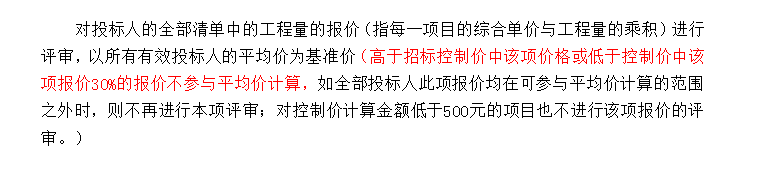 对投标人的全部清单中的工程量的报价（指每一项目的综合单价与工程量的乘积）进行
评审，以所有有效投标人的平均价为基准价（高于招标控制价中该项价格或低于控制价中该
项报价30%的报价不参与平均价计算，如全部投标人此项报价均在可参与平均价计算的范围
之外时，则不再进行本项评审；对控制价计算金额低于500元的项目也不进行该项报价的评
审。）